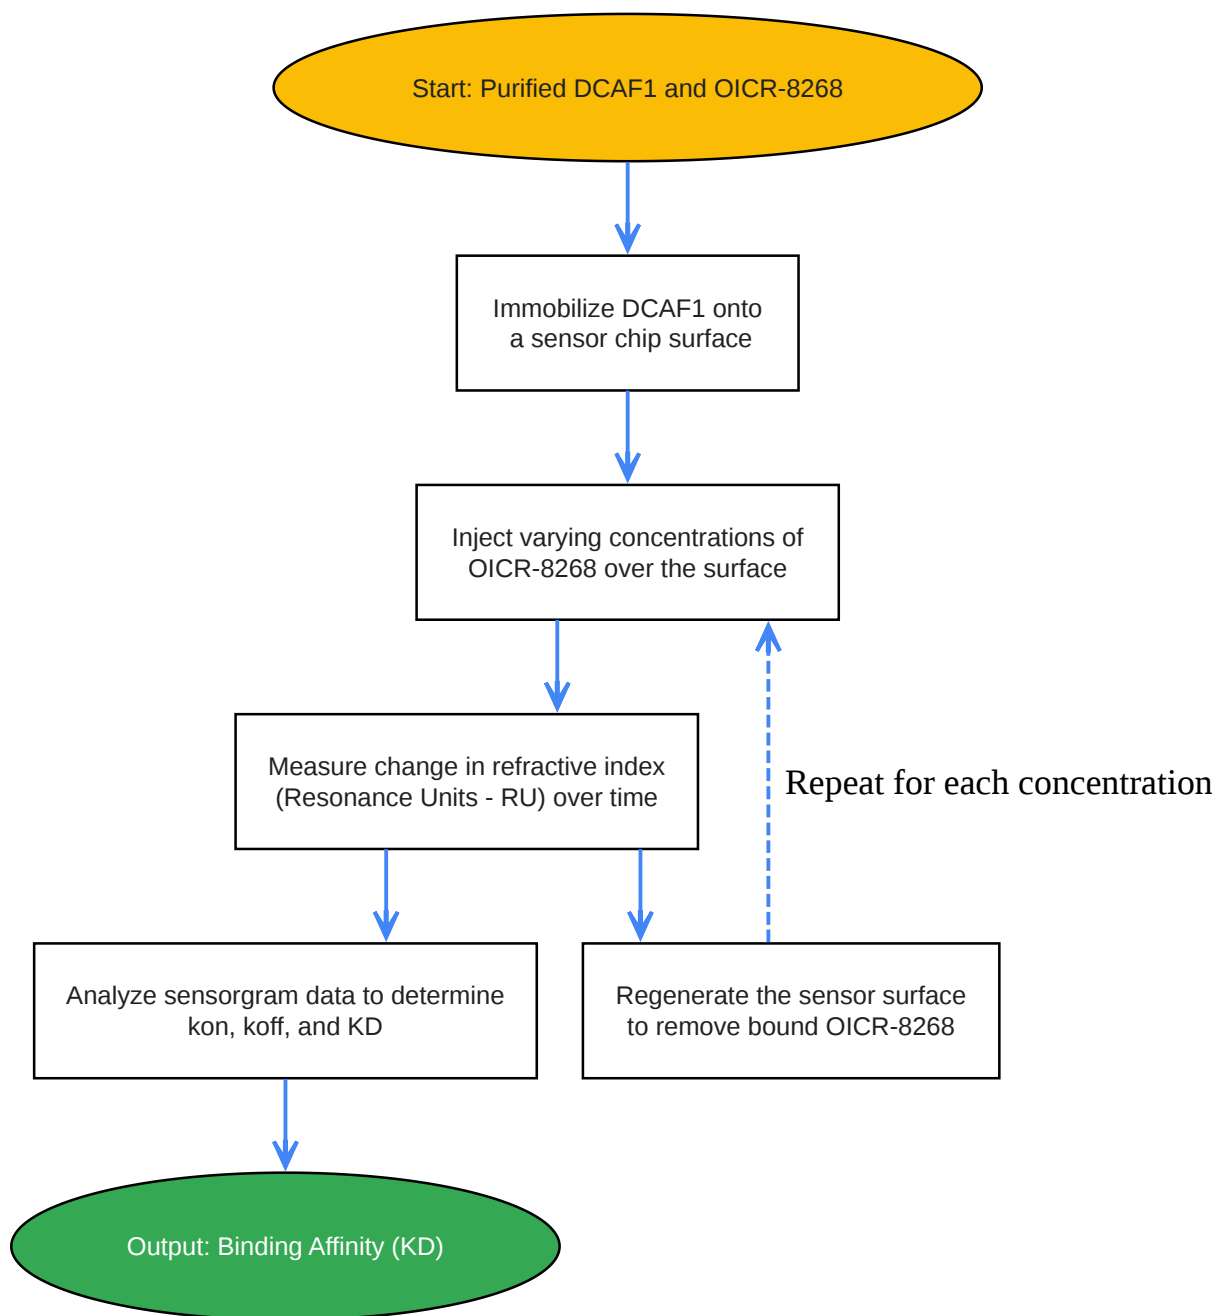 Start: Purified DCAF1 and OICR-8268
Immobilize DCAF1 onto
a sensor chip surface
Inject varying concentrations of
OICR-8268 over the surface
Measure change in refractive index
(Resonance Units - RU) over time
Repeat for each concentration
Analyze sensorgram data to determine
kon, koff, and KD
Regenerate the sensor surface
to remove bound OICR-8268
Output: Binding Affinity (KD)